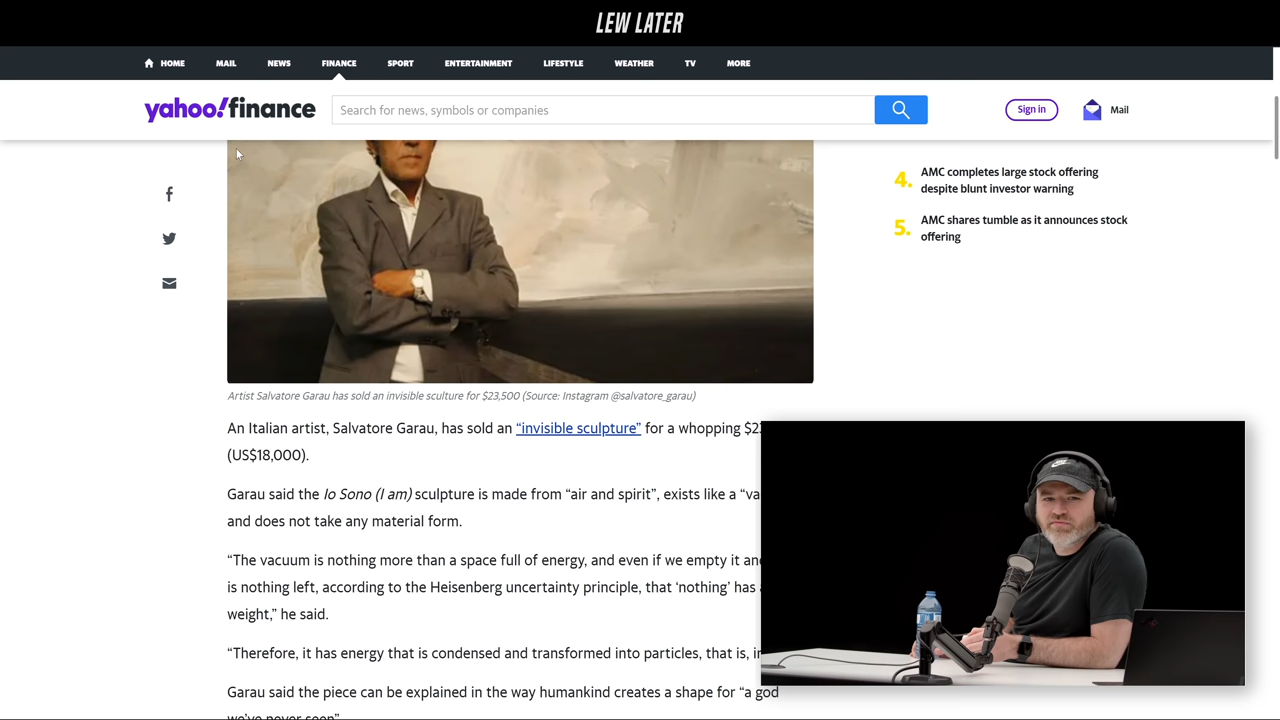 LEW LATER
HOME MAIL NEWS FINANCE SPORT ENTERTAINMENT LIFESTYLE WEATHER TV MORE
yahoo!finance Search for news, symbols or companies Sign in Mail
4. AMC completes large stock offering
despite blunt investor warning
5. AMC shares tumble as it announces stock
offering
Artist Salvatore Garau has sold an invisible sculture for $23,500 (Source: Instagram @salvatore_garau)
An Italian artist, Salvatore Garau, has sold an “invisible sculpture” for a whopping
(US$18,000).
Garau said the Io Sono (I am) sculpture is made from “air and spirit”, exists like a
and does not take any material form.
“The vacuum is nothing more than a space full of energy, and even if we empty it
is nothing left, according to the Heisenberg uncertainty principle, that ‘nothing’ has
weight,” he said.
“Therefore, it has energy that is condensed and transformed into particles, that is,
Garau said the piece can be explained in the way humankind creates a shape for “a god
we’ve never seen”.